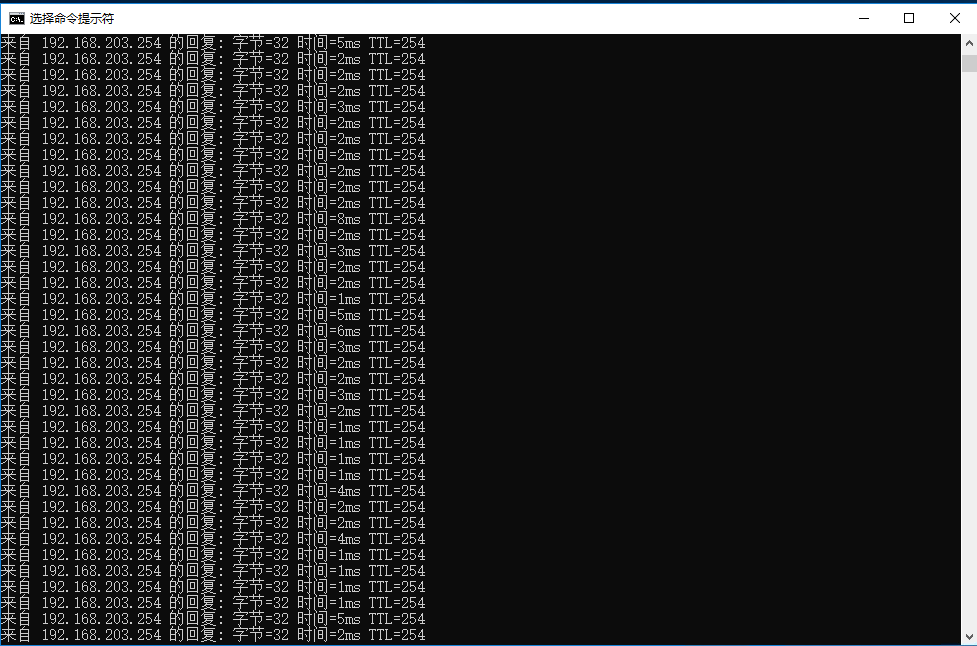 选择命令提示符
来自 192.168.203.254 的回复: 字节=32 时间=5ms TTL=254
来自 192.168.203.254 的回复: 字节=32 时间=2ms TTL=254
来自 192.168.203.254 的回复: 字节=32 时间=2ms TTL=254
来自 192.168.203.254 的回复: 字节=32 时间=2ms TTL=254
来自 192.168.203.254 的回复: 字节=32 时间=3ms TTL=254
来自 192.168.203.254 的回复: 字节=32 时间=2ms TTL=254
来自 192.168.203.254 的回复: 字节=32 时间=2ms TTL=254
来自 192.168.203.254 的回复: 字节=32 时间=2ms TTL=254
来自 192.168.203.254 的回复: 字节=32 时间=2ms TTL=254
来自 192.168.203.254 的回复: 字节=32 时间=2ms TTL=254
来自 192.168.203.254 的回复: 字节=32 时间=2ms TTL=254
来自 192.168.203.254 的回复: 字节=32 时间=8ms TTL=254
来自 192.168.203.254 的回复: 字节=32 时间=2ms TTL=254
来自 192.168.203.254 的回复: 字节=32 时间=3ms TTL=254
来自 192.168.203.254 的回复: 字节=32 时间=2ms TTL=254
来自 192.168.203.254 的回复: 字节=32 时间=2ms TTL=254
来自 192.168.203.254 的回复: 字节=32 时间=1ms TTL=254
来自 192.168.203.254 的回复: 字节=32 时间=5ms TTL=254
来自 192.168.203.254 的回复: 字节=32 时间=6ms TTL=254
来自 192.168.203.254 的回复: 字节=32 时间=3ms TTL=254
来自 192.168.203.254 的回复: 字节=32 时间=2ms TTL=254
来自 192.168.203.254 的回复: 字节=32 时间=2ms TTL=254
来自 192.168.203.254 的回复: 字节=32 时间=3ms TTL=254
来自 192.168.203.254 的回复: 字节=32 时间=2ms TTL=254
来自 192.168.203.254 的回复: 字节=32 时间=1ms TTL=254
来自 192.168.203.254 的回复: 字节=32 时间=1ms TTL=254
来自 192.168.203.254 的回复: 字节=32 时间=1ms TTL=254
来自 192.168.203.254 的回复: 字节=32 时间=1ms TTL=254
来自 192.168.203.254 的回复: 字节=32 时间=4ms TTL=254
来自 192.168.203.254 的回复: 字节=32 时间=2ms TTL=254
来自 192.168.203.254 的回复: 字节=32 时间=2ms TTL=254
来自 192.168.203.254 的回复: 字节=32 时间=4ms TTL=254
来自 192.168.203.254 的回复: 字节=32 时间=1ms TTL=254
来自 192.168.203.254 的回复: 字节=32 时间=1ms TTL=254
来自 192.168.203.254 的回复: 字节=32 时间=1ms TTL=254
来自 192.168.203.254 的回复: 字节=32 时间=1ms TTL=254
来自 192.168.203.254 的回复: 字节=32 时间=5ms TTL=254
来自 192.168.203.254 的回复: 字节=32 时间=2ms TTL=254